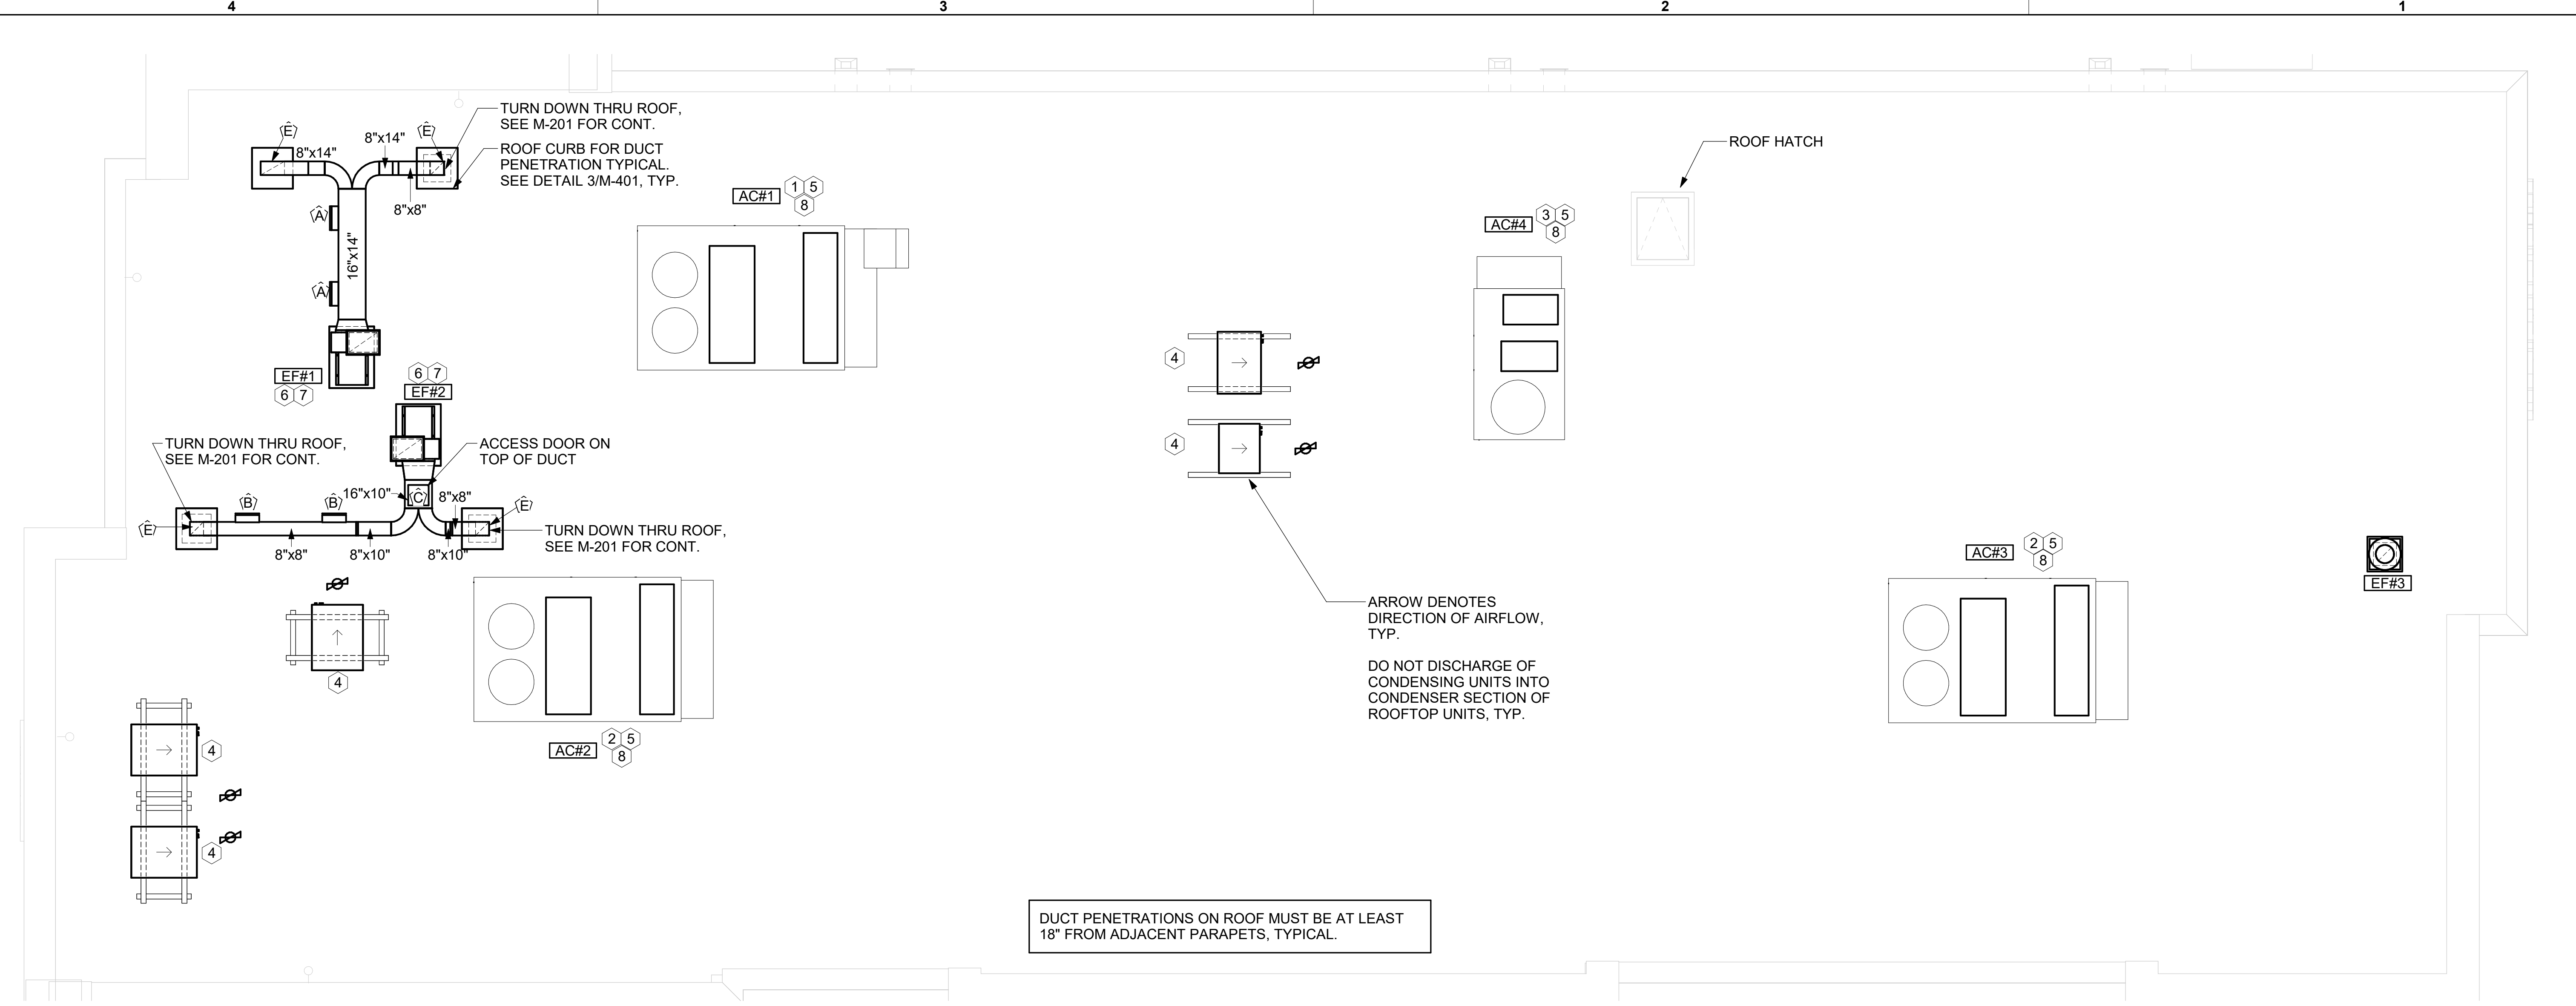 4
3
2
1
TURN DOWN THRU ROOF,
SEE M-201 FOR CONT.
ROOF CURB FOR DUCT
PENETRATION TYPICAL.
SEE DETAIL 3/M-401, TYP.
E
8"x14"
8"x14"
E
8"x8"
A
16"x14"
A
EF#1
6 7
6 7
EF#2
AC#1
1 5
8
ROOF HATCH
AC#4
3 5
8
4
4
TURN DOWN THRU ROOF,
SEE M-201 FOR CONT.
ACCESS DOOR ON
TOP OF DUCT
B
B
16"x10"
C
8"x8"
E
E
TURN DOWN THRU ROOF,
SEE M-201 FOR CONT.
8"x8"
8"x10"
8"x10"
4
4
4
AC#2
2 5
8
ARROW DENOTES
DIRECTION OF AIRFLOW,
TYP.
DO NOT DISCHARGE OF
CONDENSING UNITS INTO
CONDENSER SECTION OF
ROOFTOP UNITS, TYP.
AC#3
2 5
8
EF#3
DUCT PENETRATIONS ON ROOF MUST BE AT LEAST
18" FROM ADJACENT PARAPETS, TYPICAL.